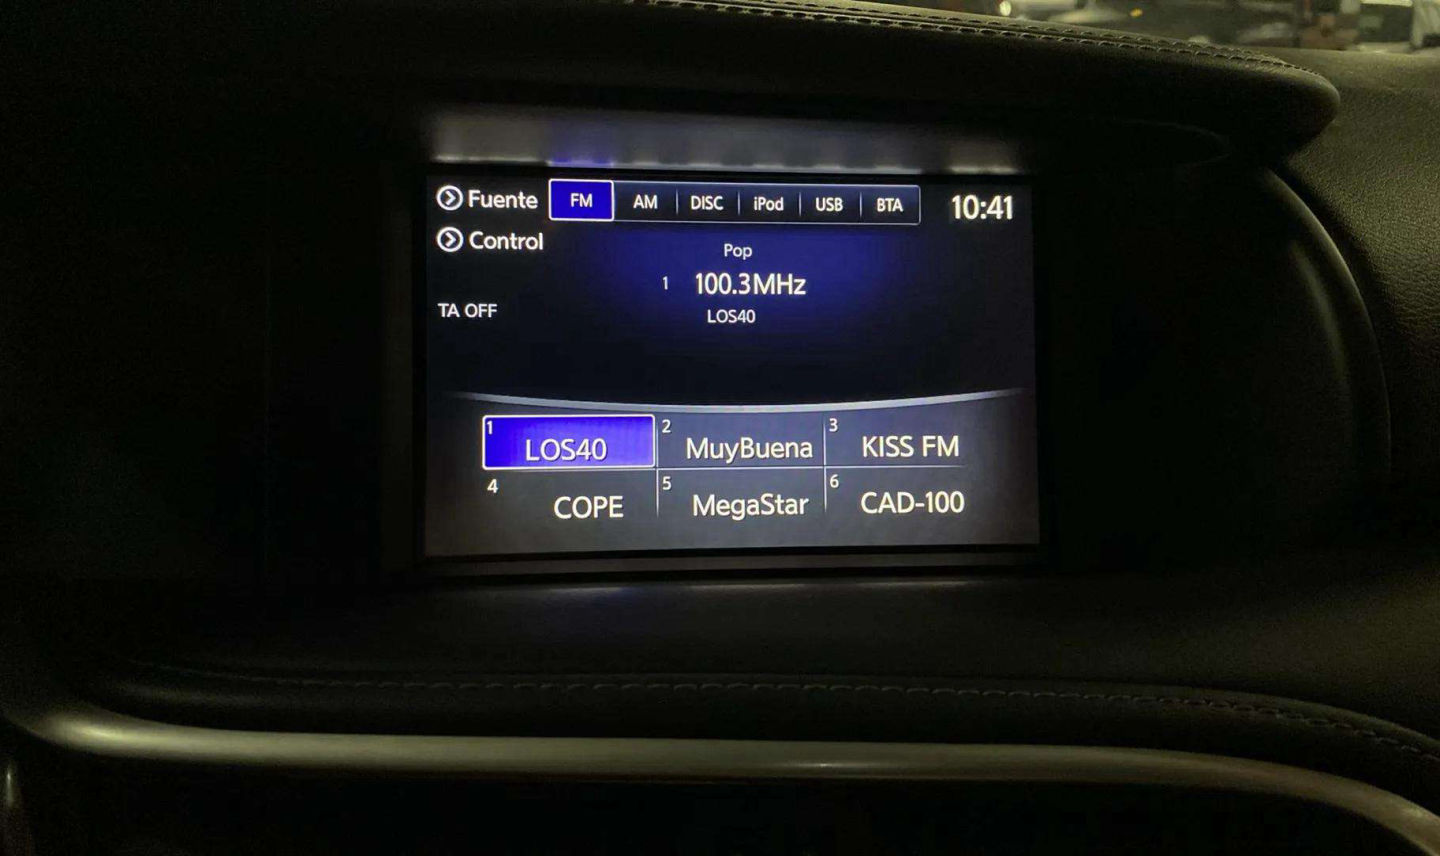 Fuente FM AM DISC iPod USB BTA 10:41
Control
Pop
1 100.3MHz
TA OFF
LOS40
1 LOS40 2 MuyBuena 3 KISS FM
4 COPE 5 MegaStar 6 CAD-100